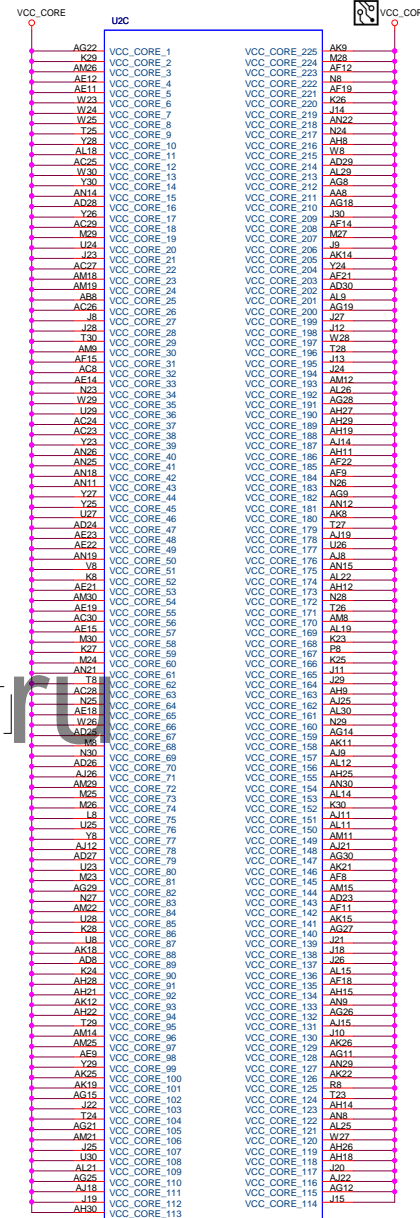 VCC_CORE
U2C
VCC_COR
AG22 VCC_CORE_1 VCC_CORE_225 AK9
K29 VCC_CORE_2 VCC_CORE_224 M28
AM26 VCC_CORE_3 VCC_CORE_223 AF12
AE12 VCC_CORE_4 VCC_CORE_222 N8
AE11 VCC_CORE_5 VCC_CORE_221 AF19
W23 VCC_CORE_6 VCC_CORE_220 K26
W24 VCC_CORE_7 VCC_CORE_219 J14
W25 VCC_CORE_8 VCC_CORE_218 AN22
T25 VCC_CORE_9 VCC_CORE_217 N24
Y28 VCC_CORE_10 VCC_CORE_216 AH8
AL18 VCC_CORE_11 VCC_CORE_215 W8
AC25 VCC_CORE_12 VCC_CORE_214 AD29
W30 VCC_CORE_13 VCC_CORE_213 AL29
Y30 VCC_CORE_14 VCC_CORE_212 AG8
AN14 VCC_CORE_15 VCC_CORE_211 AA8
AD28 VCC_CORE_16 VCC_CORE_210 AG18
Y26 VCC_CORE_17 VCC_CORE_209 J30
AC29 VCC_CORE_18 VCC_CORE_208 AF14
M29 VCC_CORE_19 VCC_CORE_207 M27
U24 VCC_CORE_20 VCC_CORE_206 J9
J23 VCC_CORE_21 VCC_CORE_205 AK14
AC27 VCC_CORE_22 VCC_CORE_204 Y24
AM18 VCC_CORE_23 VCC_CORE_203 AF21
AM19 VCC_CORE_24 VCC_CORE_202 AD30
AB8 VCC_CORE_25 VCC_CORE_201 AL9
AC26 VCC_CORE_26 VCC_CORE_200 AG19
J8 VCC_CORE_27 VCC_CORE_199 J27
J28 VCC_CORE_28 VCC_CORE_198 J12
T30 VCC_CORE_29 VCC_CORE_197 W28
AM9 VCC_CORE_30 VCC_CORE_196 T28
AF15 VCC_CORE_31 VCC_CORE_195 J13
AC8 VCC_CORE_32 VCC_CORE_194 J24
AE14 VCC_CORE_33 VCC_CORE_193 AM12
N23 VCC_CORE_34 VCC_CORE_192 AL26
W29 VCC_CORE_35 VCC_CORE_191 AG28
U29 VCC_CORE_36 VCC_CORE_190 AH27
AC24 VCC_CORE_37 VCC_CORE_189 AH29
AC23 VCC_CORE_38 VCC_CORE_188 AH19
Y23 VCC_CORE_39 VCC_CORE_187 AJ14
AN26 VCC_CORE_40 VCC_CORE_186 AH11
AN25 VCC_CORE_41 VCC_CORE_185 AF22
AN18 VCC_CORE_42 VCC_CORE_184 AF9
AN11 VCC_CORE_43 VCC_CORE_183 N26
Y27 VCC_CORE_44 VCC_CORE_182 AG9
Y25 VCC_CORE_45 VCC_CORE_181 AN12
U27 VCC_CORE_46 VCC_CORE_180 AK8
AD24 VCC_CORE_47 VCC_CORE_179 T27
AE23 VCC_CORE_48 VCC_CORE_178 AJ19
AE22 VCC_CORE_49 VCC_CORE_177 U26
AN19 VCC_CORE_50 VCC_CORE_176 AJ8
V8 VCC_CORE_51 VCC_CORE_175 AN15
K8 VCC_CORE_52 VCC_CORE_174 AL22
AE21 VCC_CORE_53 VCC_CORE_173 AH12
AM30 VCC_CORE_54 VCC_CORE_172 N28
AE19 VCC_CORE_55 VCC_CORE_171 T26
AC30 VCC_CORE_56 VCC_CORE_170 AM8
AE15 VCC_CORE_57 VCC_CORE_169 AL19
M30 VCC_CORE_58 VCC_CORE_168 K23
K27 VCC_CORE_59 VCC_CORE_167 P8
M24 VCC_CORE_60 VCC_CORE_166 K25
AN21 VCC_CORE_61 VCC_CORE_165 J11
T8 VCC_CORE_62 VCC_CORE_164 J29
AC28 VCC_CORE_63 VCC_CORE_163 AH9
N25 VCC_CORE_64 VCC_CORE_162 AJ25
AE18 VCC_CORE_65 VCC_CORE_161 AL30
W26 VCC_CORE_66 VCC_CORE_160 N29
AD25 VCC_CORE_67 VCC_CORE_159 AG14
M8 VCC_CORE_68 VCC_CORE_158 AK11
N30 VCC_CORE_69 VCC_CORE_157 AJ9
AD26 VCC_CORE_70 VCC_CORE_156 AL12
AJ26 VCC_CORE_71 VCC_CORE_155 AH25
AM29 VCC_CORE_72 VCC_CORE_154 AN30
M25 VCC_CORE_73 VCC_CORE_153 AL14
M26 VCC_CORE_74 VCC_CORE_152 K30
L8 VCC_CORE_75 VCC_CORE_151 AJ11
U25 VCC_CORE_76 VCC_CORE_150 AL11
Y8 VCC_CORE_77 VCC_CORE_149 AM11
AJ12 VCC_CORE_78 VCC_CORE_148 AJ21
AD27 VCC_CORE_79 VCC_CORE_147 AG30
U23 VCC_CORE_80 VCC_CORE_146 AK21
M23 VCC_CORE_81 VCC_CORE_145 AF8
AG29 VCC_CORE_82 VCC_CORE_144 AM15
N27 VCC_CORE_83 VCC_CORE_143 AD23
AM22 VCC_CORE_84 VCC_CORE_142 AF11
U28 VCC_CORE_85 VCC_CORE_141 AK15
K28 VCC_CORE_86 VCC_CORE_140 AG27
U8 VCC_CORE_87 VCC_CORE_139 J21
AK18 VCC_CORE_88 VCC_CORE_138 J18
AD8 VCC_CORE_89 VCC_CORE_137 J26
K24 VCC_CORE_90 VCC_CORE_136 AL15
AH28 VCC_CORE_91 VCC_CORE_135 AF18
AH21 VCC_CORE_92 VCC_CORE_134 AH15
AK12 VCC_CORE_93 VCC_CORE_133 AN9
AH22 VCC_CORE_94 VCC_CORE_132 AG26
T29 VCC_CORE_95 VCC_CORE_131 AJ15
AM14 VCC_CORE_96 VCC_CORE_130 J10
AM25 VCC_CORE_97 VCC_CORE_129 AK26
AE9 VCC_CORE_98 VCC_CORE_128 AG11
Y29 VCC_CORE_99 VCC_CORE_127 AN29
AK25 VCC_CORE_100 VCC_CORE_126 AK22
AK19 VCC_CORE_101 VCC_CORE_125 R8
AG15 VCC_CORE_102 VCC_CORE_124 T23
J22 VCC_CORE_103 VCC_CORE_123 AH14
T24 VCC_CORE_104 VCC_CORE_122 AN8
AG21 VCC_CORE_105 VCC_CORE_121 AL25
AM21 VCC_CORE_106 VCC_CORE_120 W27
J25 VCC_CORE_107 VCC_CORE_119 AH26
U30 VCC_CORE_108 VCC_CORE_118 AH18
AL21 VCC_CORE_109 VCC_CORE_117 J20
AG25 VCC_CORE_110 VCC_CORE_116 AJ22
AJ18 VCC_CORE_111 VCC_CORE_115 AG12
J19 VCC_CORE_112 VCC_CORE_114 J15
AH30 VCC_CORE_113
ru